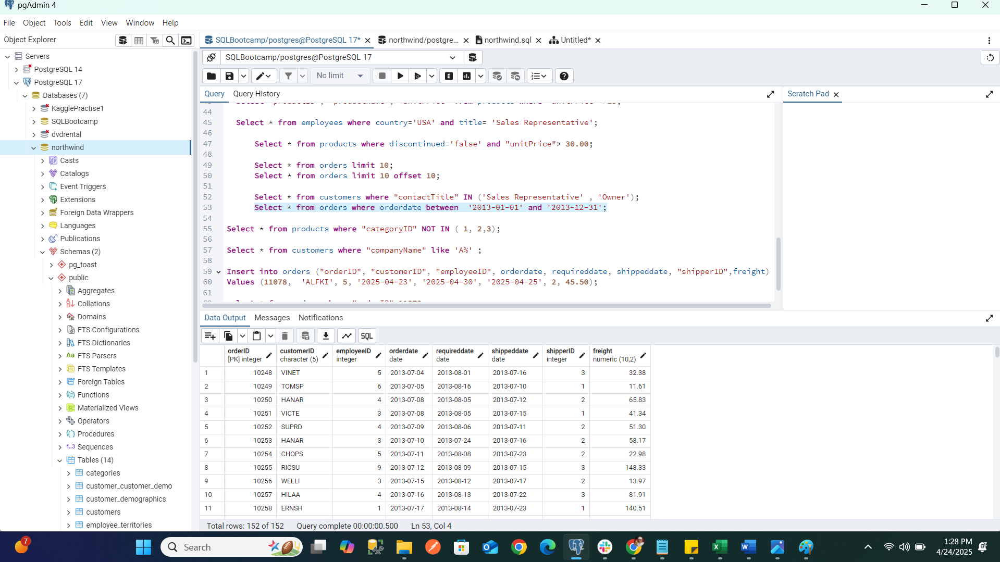 pgAdmin 4
File Object Tools Edit View Window Help
Object Explorer
Servers
PostgreSQL 14
PostgreSQL 17
Databases (7)
KagglePractise1
SQLBootcamp
dvdrental
northwind
Casts
Catalogs
Event Triggers
Extensions
Foreign Data Wrappers
Languages
Publications
Schemas (2)
pg_toast
public
Aggregates
Collations
Domains
FTS Configurations
FTS Dictionaries
Aa FTS Parsers
FTS Templates
Foreign Tables
Functions
Materialized Views
Operators
Procedures
1..3 Sequences
Tables (14)
categories
customer_customer_demo
customer_demographics
customers
employee_territories
SQLBootcamp/postgres@PostgreSQL 17* northwind/postgre... northwind.sql Untitled*
SQLBootcamp/postgres@PostgreSQL 17
No limit
Query Query History
Scratch Pad
44
45 Select * from employees where country='USA' and title= 'Sales Representative';
46
47 Select * from products where discontinued='false' and "unitPrice"> 30.00;
48
49 Select * from orders limit 10;
50 Select * from orders limit 10 offset 10;
51
52 Select * from customers where "contactTitle" IN ('Sales Representative' , 'Owner');
53 Select * from orders where orderdate between  '2013-01-01' and '2013-12-31';
54
55 Select * from products where "categoryID" NOT IN ( 1, 2,3);
56
57 Select * from customers where "companyName" like 'A%' ;
58
59 Insert into orders ("orderID", "customerID", "employeeID", orderdate, requireddate, shippeddate, "shipperID",freight)
60 Values (11078,  'ALFKI', 5, '2025-04-23', '2025-04-30', '2025-04-25', 2, 45.50);
61
Data Output Messages Notifications
SQL
orderID customerID employeeID orderdate requireddate shippeddate shipperID freight
[PK] integer character (5) integer date date date integer numeric (10,2)
1 10248 VINET 5 2013-07-04 2013-08-01 2013-07-16 3 32.38
2 10249 TOMSP 6 2013-07-05 2013-08-16 2013-07-10 1 11.61
3 10250 HANAR 4 2013-07-08 2013-08-05 2013-07-12 2 65.83
4 10251 VICTE 3 2013-07-08 2013-08-05 2013-07-15 1 41.34
5 10252 SUPRD 4 2013-07-09 2013-08-06 2013-07-11 2 51.30
6 10253 HANAR 3 2013-07-10 2013-07-24 2013-07-16 2 58.17
7 10254 CHOPS 5 2013-07-11 2013-08-08 2013-07-23 2 22.98
8 10255 RICSU 9 2013-07-12 2013-08-09 2013-07-15 3 148.33
9 10256 WELLI 3 2013-07-15 2013-08-12 2013-07-17 2 13.97
10 10257 HILAA 4 2013-07-16 2013-08-13 2013-07-22 3 81.91
11 10258 ERNSH 1 2013-07-17 2013-08-14 2013-07-23 1 140.51
Total rows: 152 of 152 Query complete 00:00:00.500 Ln 53, Col 4
7
Search
1:28 PM
4/24/2025